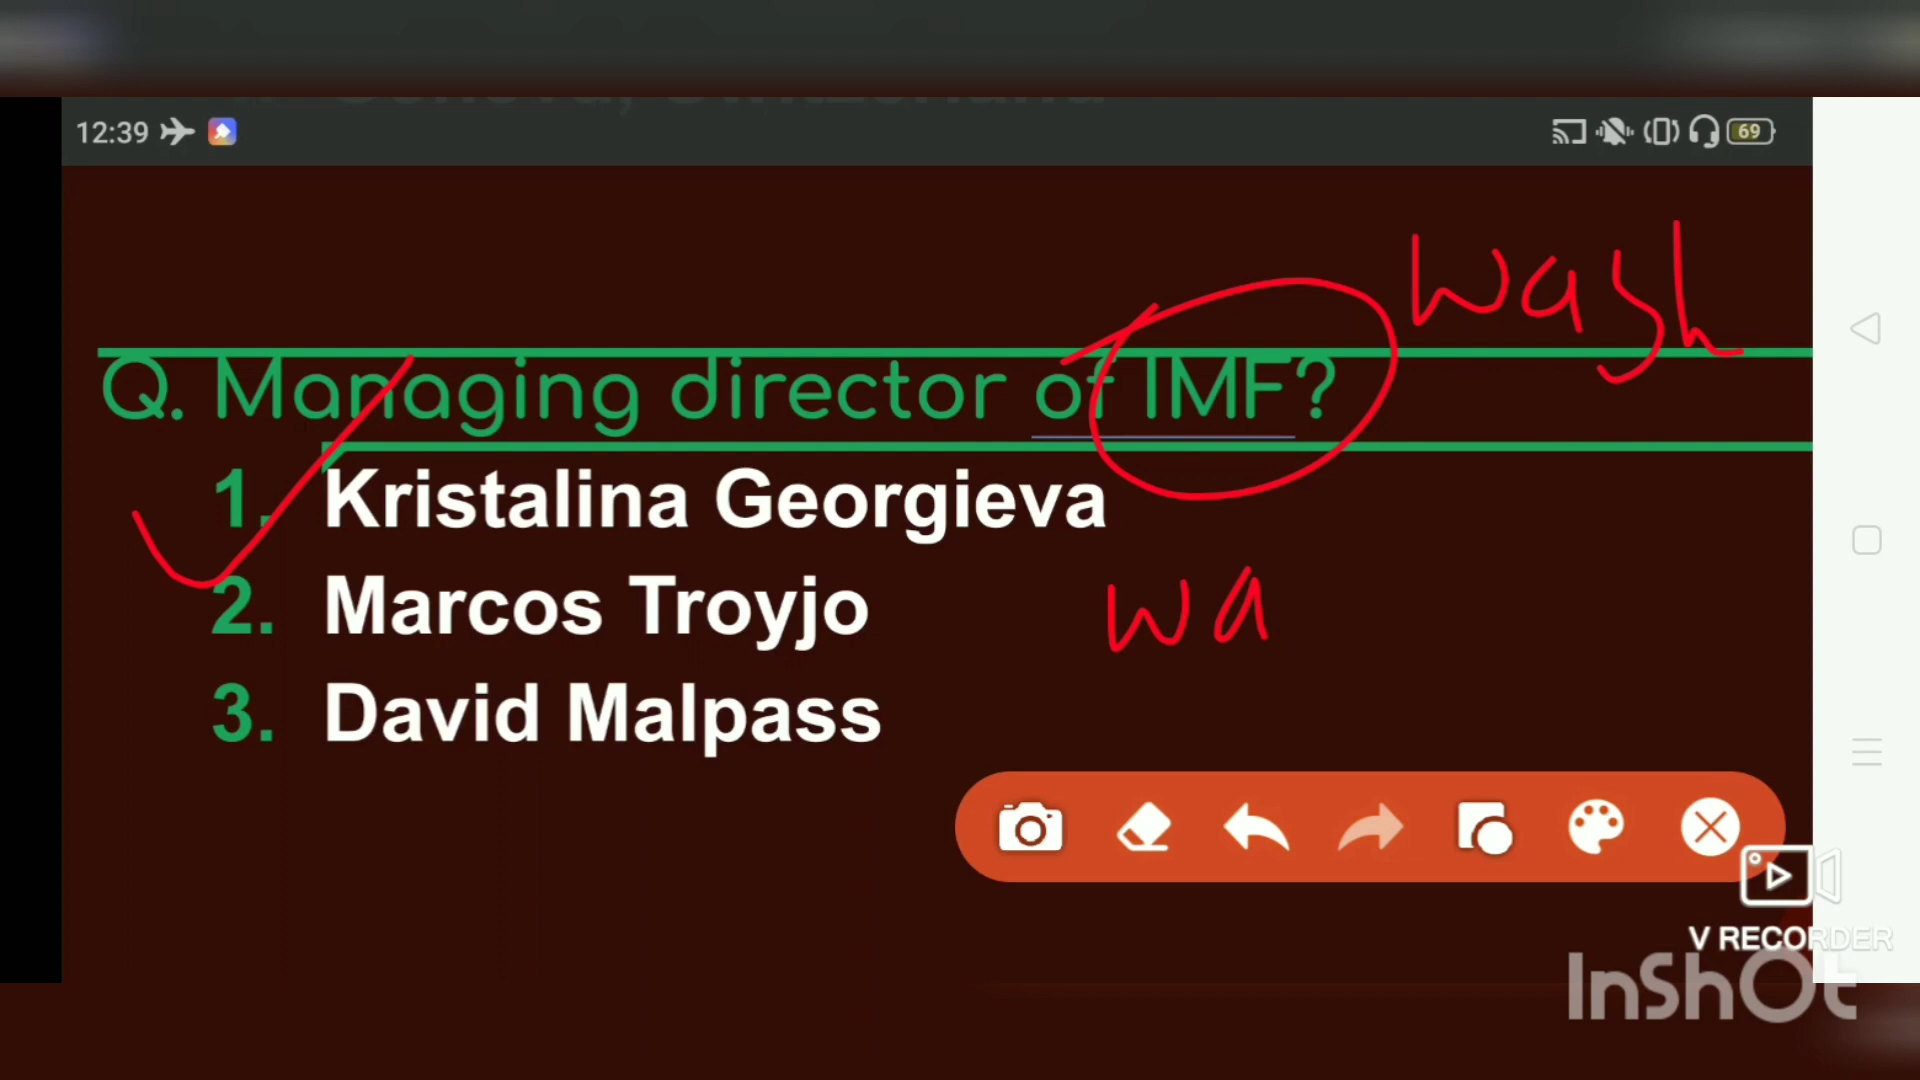 12:39
69
wash
Q. Managing director of IMF?
1. Kristalina Georgieva
2. Marcos Troyjo
wa
3. David Malpass
V RECORDER
InShOt